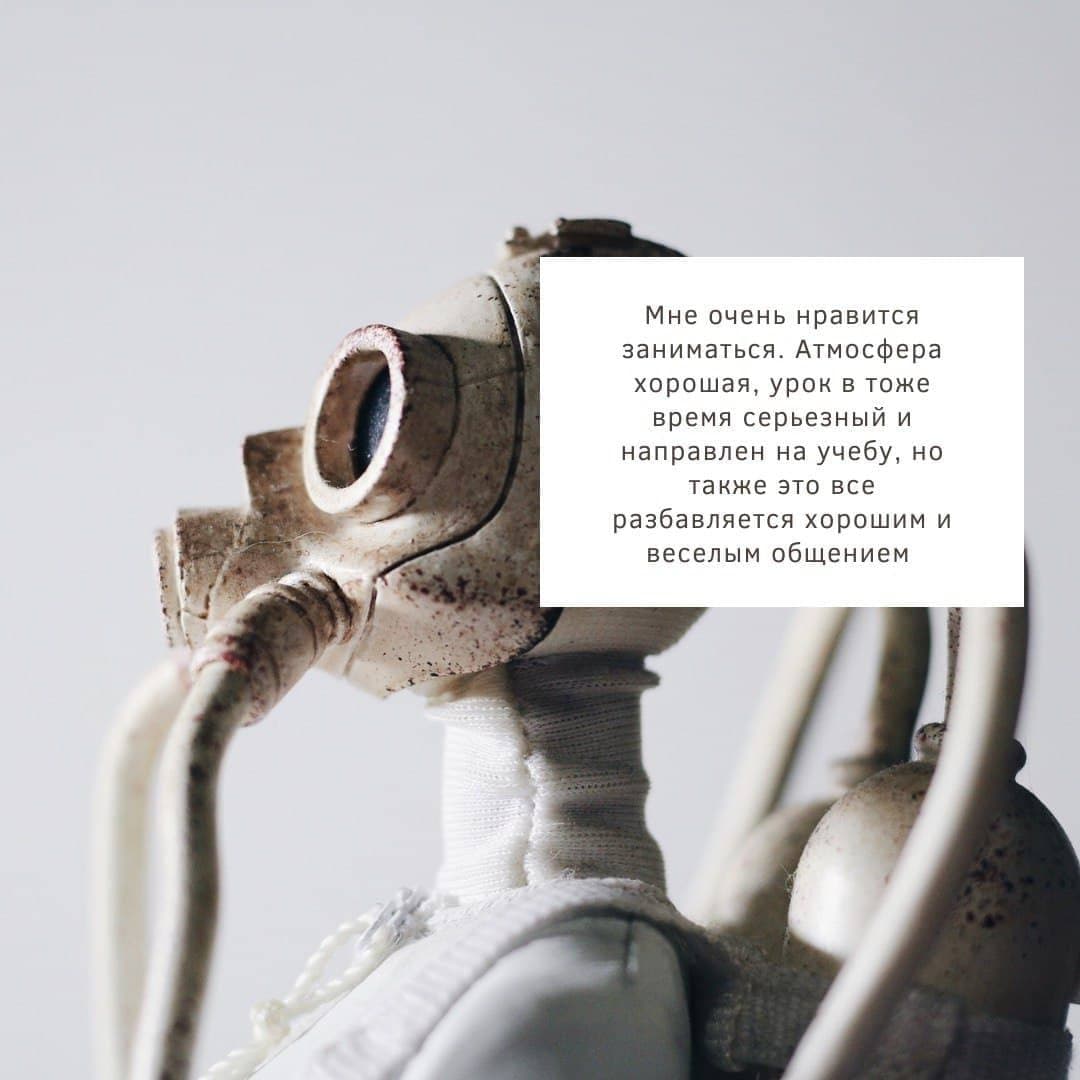 Мне очень нравится
заниматься. Атмосфера
хорошая, урок в тоже
время серьезный и
направлен на учебу, но
также это все
разбавляется хорошим и
веселым общением